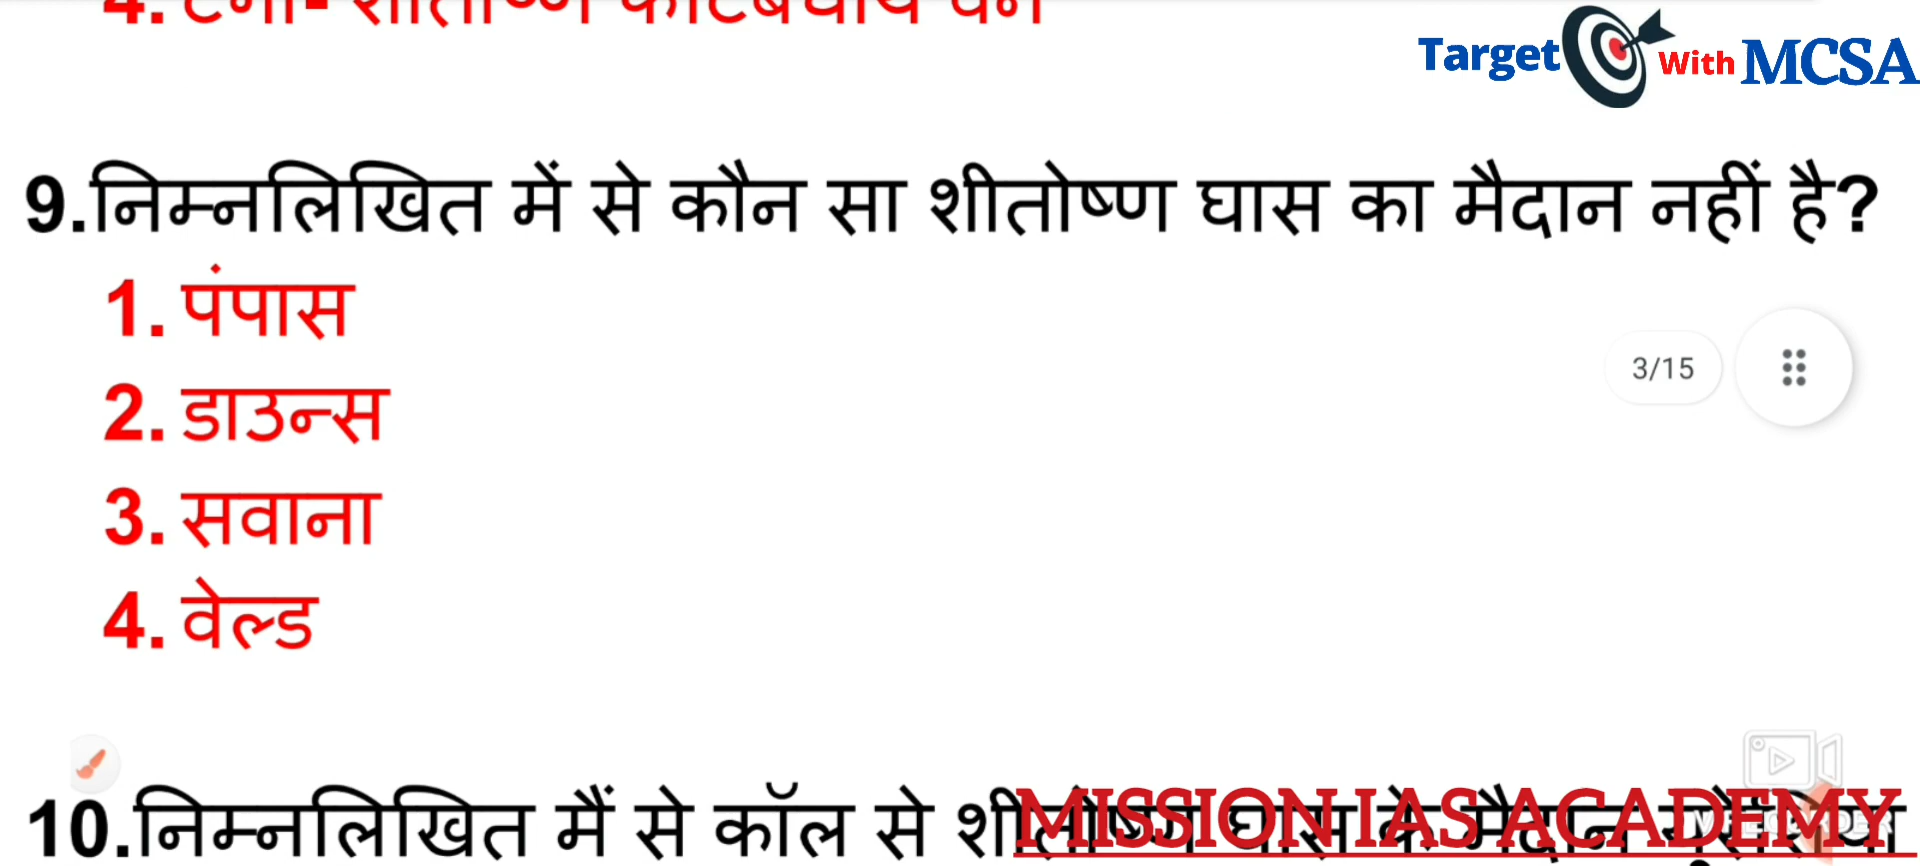 Target With MCSA
9.निम्नलिखित में से कौन सा शीतोष्ण घास का मैदान नहीं है?
1. पंपास
3/15
2. डाउन्स
3. सवाना
4. वेल्ड
10.निम्नलिखित मैं से कॉल से
MISSION IAS ACADEMY